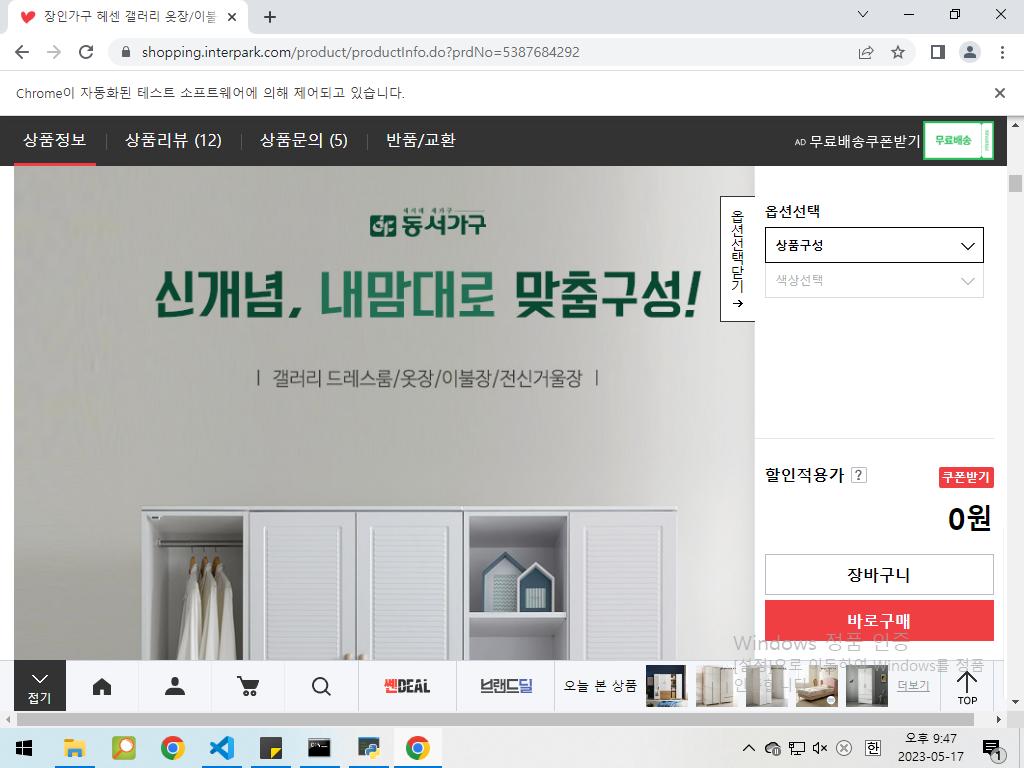 장인가구 헤센 갤러리 옷장/이불
shopping.interpark.com/product/productInfo.do?prdNo=5387684292
Chrome이 자동화된 테스트 소프트웨어에 의해 제어되고 있습니다.
상품정보
상품리뷰 (12)
상품문의 (5)
반품/교환
AD 무료배송쿠폰받기
무료배송
동서가구
신개념, 내맘대로 맞춤구성!
| 갤러리 드레스룸/옷장/이불장/전신거울장 |
옵션선택닫기
옵션선택
상품구성
색상선택
할인적용가 ?
쿠폰받기
0원
장바구니
바로구매
Windows 정품 인증
[설정]으로 이동하여 Windows를 정품
접기
쎈DEAL
브랜드딜
오늘 본 상품
더보기
TOP
한
오후 9:47
2023-05-17
1